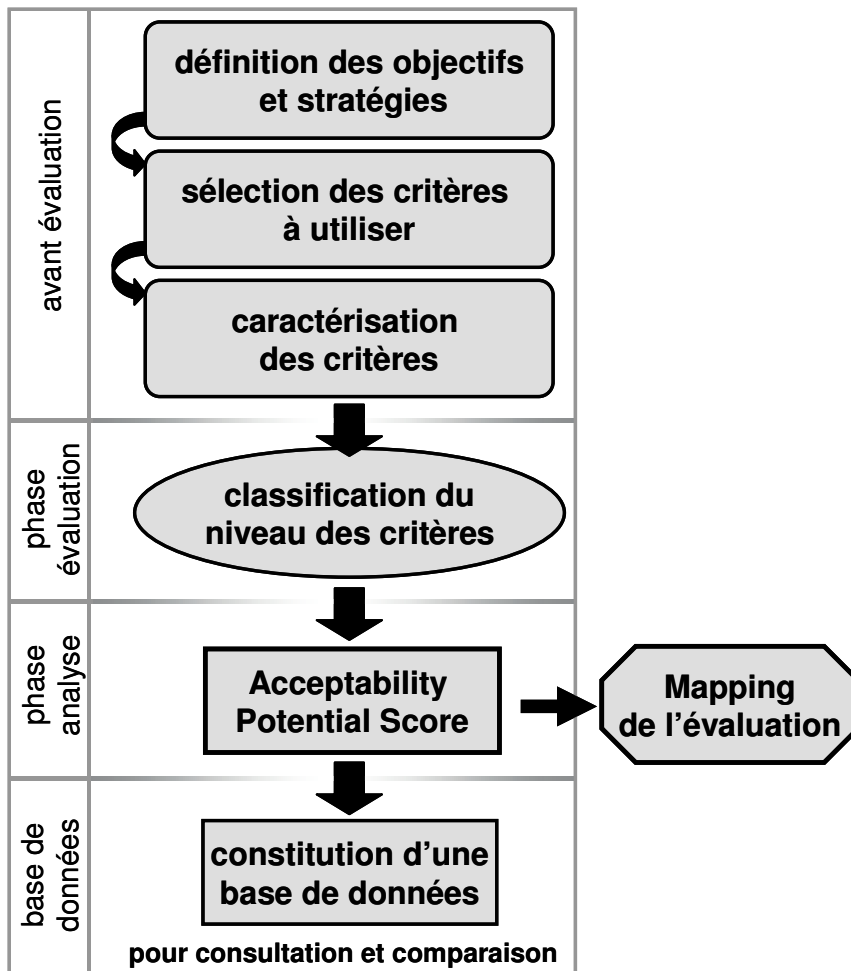 avant évaluation
définition des objectifs
et stratégies
sélection des critères
à utiliser
caractérisation
des critères
phase
évaluation
classification du
niveau des critères
phase
analyse
Acceptability
Potential Score
Mapping
de l'évaluation
base de
données
constitution d'une
base de données
pour consultation et comparaison